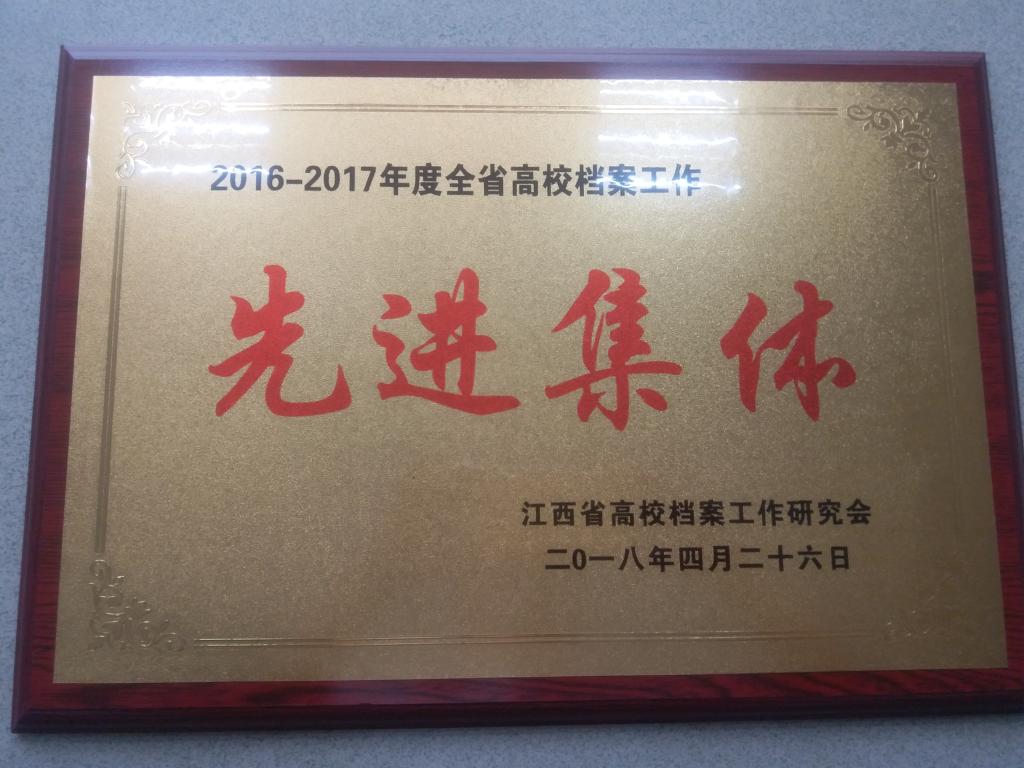 2016-2017年度全省高校档案工作
先进集体
江西省高校档案工作研究会
二0一八年四月二十六日